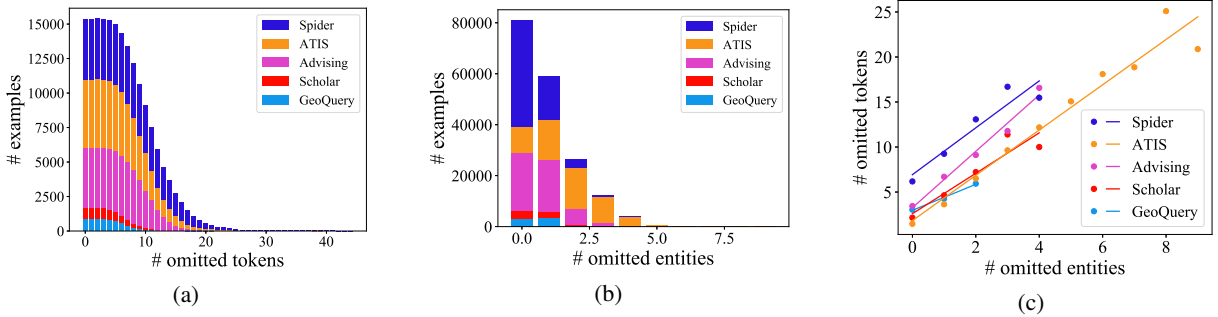 15000
12500
10000
7500
5000
2500
0
# examples
0 10 20 30 40
# omitted tokens
Spider
ATIS
Advising
Scholar
GeoQuery
(a)
80000
60000
40000
20000
0
# examples
0.0 2.5 5.0 7.5
# omitted entities
Spider
ATIS
Advising
Scholar
GeoQuery
(b)
25
20
15
10
5
# omitted tokens
0 2 4 6 8
# omitted entities
Spider
ATIS
Advising
Scholar
GeoQuery
(c)